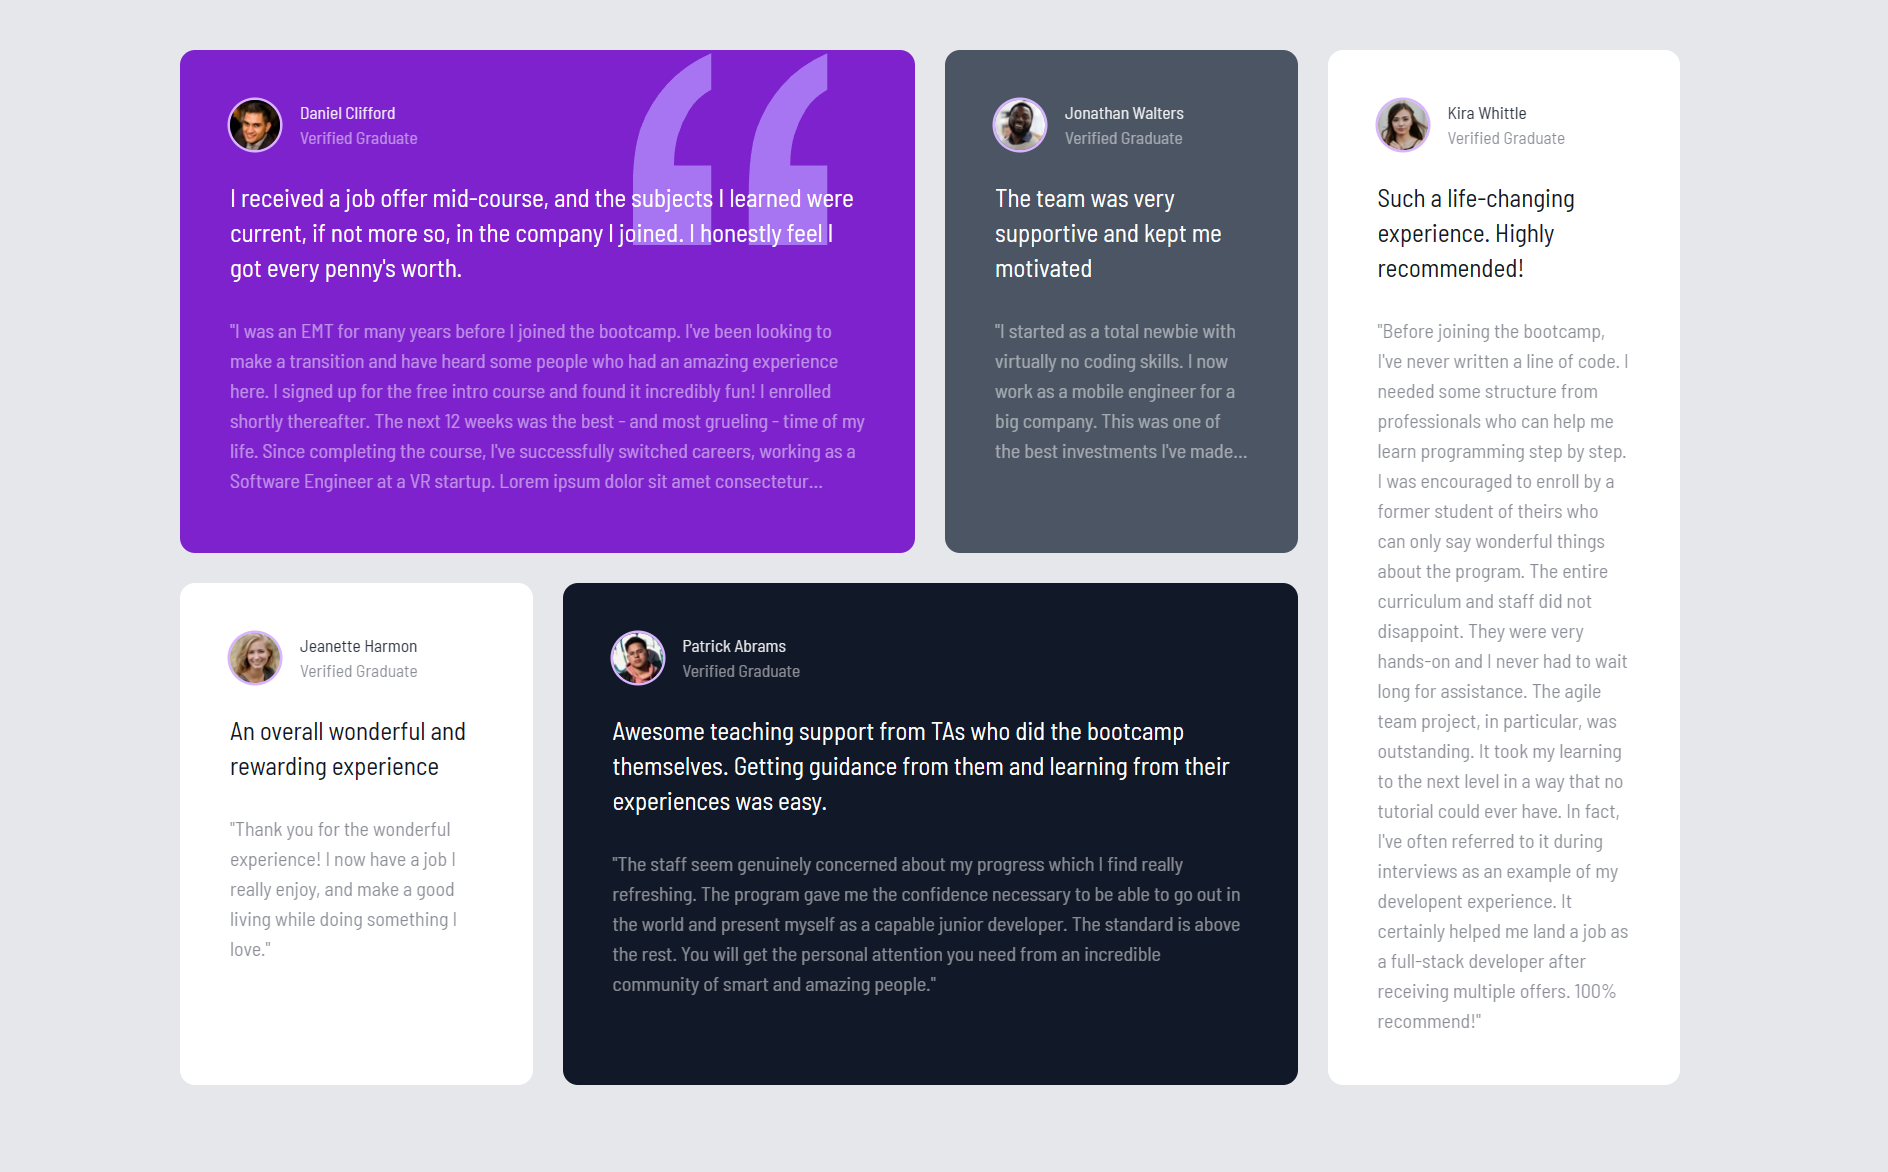 Daniel Clifford
Verified Graduate
I received a job offer mid-course, and the subjects I learned were
current, if not more so, in the company I joined. I honestly feel I
got every penny's worth.
"I was an EMT for many years before I joined the bootcamp. I've been looking to
make a transition and have heard some people who had an amazing experience
here. I signed up for the free intro course and found it incredibly fun! I enrolled
shortly thereafter. The next 12 weeks was the best - and most grueling - time of my
life. Since completing the course, I've successfully switched careers, working as a
Software Engineer at a VR startup. Lorem ipsum dolor sit amet consectetur...
Jonathan Walters
Verified Graduate
The team was very
supportive and kept me
motivated
"I started as a total newbie with
virtually no coding skills. I now
work as a mobile engineer for a
big company. This was one of
the best investments I've made...
Kira Whittle
Verified Graduate
Such a life-changing
experience. Highly
recommended!
"Before joining the bootcamp,
I've never written a line of code. I
needed some structure from
professionals who can help me
learn programming step by step.
I was encouraged to enroll by a
former student of theirs who
can only say wonderful things
about the program. The entire
curriculum and staff did not
disappoint. They were very
hands-on and I never had to wait
long for assistance. The agile
team project, in particular, was
outstanding. It took my learning
to the next level in a way that no
tutorial could ever have. In fact,
I've often referred to it during
interviews as an example of my
developent experience. It
certainly helped me land a job as
a full-stack developer after
receiving multiple offers. 100%
recommend!"
Jeanette Harmon
Verified Graduate
An overall wonderful and
rewarding experience
"Thank you for the wonderful
experience! I now have a job I
really enjoy, and make a good
living while doing something I
love."
Patrick Abrams
Verified Graduate
Awesome teaching support from TAs who did the bootcamp
themselves. Getting guidance from them and learning from their
experiences was easy.
"The staff seem genuinely concerned about my progress which I find really
refreshing. The program gave me the confidence necessary to be able to go out in
the world and present myself as a capable junior developer. The standard is above
the rest. You will get the personal attention you need from an incredible
community of smart and amazing people."